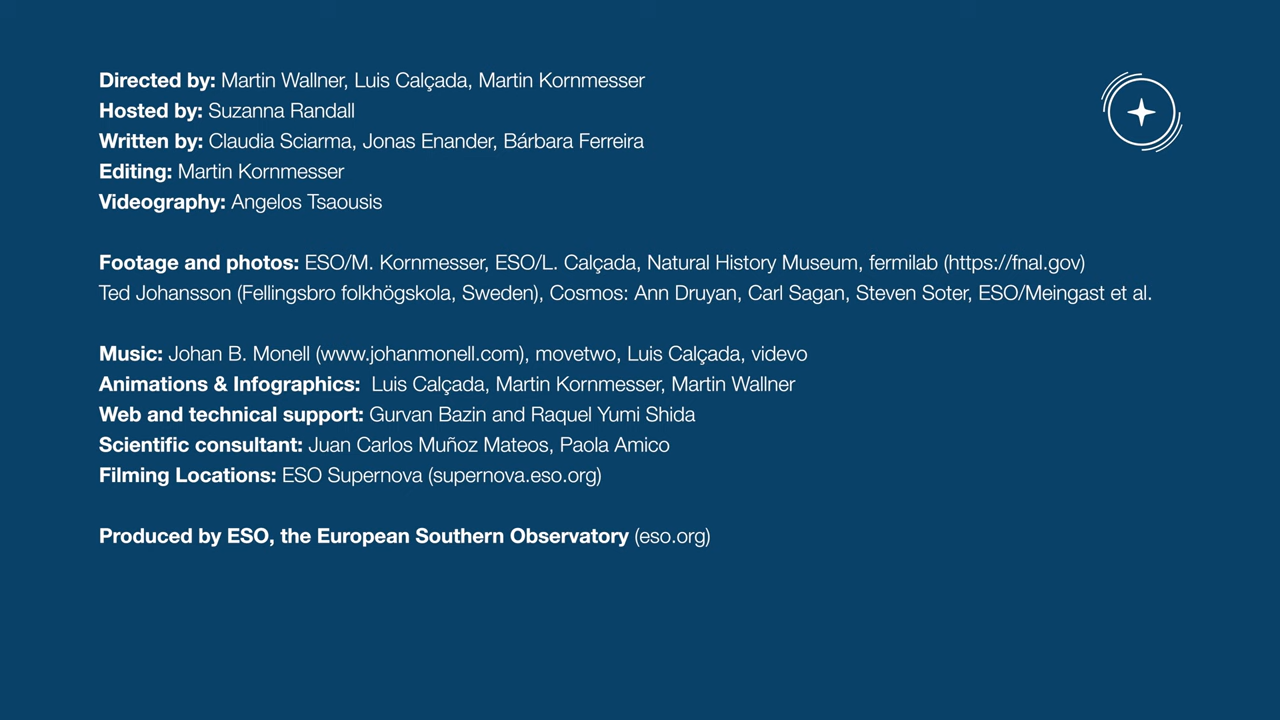 Directed by: Martin Wallner, Luis Calçada, Martin Kornmesser
Hosted by: Suzanna Randall
Written by: Claudia Sciarma, Jonas Enander, Bárbara Ferreira
Editing: Martin Kornmesser
Videography: Angelos Tsaousis
Footage and photos: ESO/M. Kornmesser, ESO/L. Calçada, Natural History Museum, fermilab (https://fnal.gov)
Ted Johansson (Fellingsbro folkhögskola, Sweden), Cosmos: Ann Druyan, Carl Sagan, Steven Soter, ESO/Meingast et al.
Music: Johan B. Monell (www.johanmonell.com), movetwo, Luis Calçada, videvo
Animations & Infographics: Luis Calçada, Martin Kornmesser, Martin Wallner
Web and technical support: Gurvan Bazin and Raquel Yumi Shida
Scientific consultant: Juan Carlos Muñoz Mateos, Paola Amico
Filming Locations: ESO Supernova (supernova.eso.org)
Produced by ESO, the European Southern Observatory (eso.org)